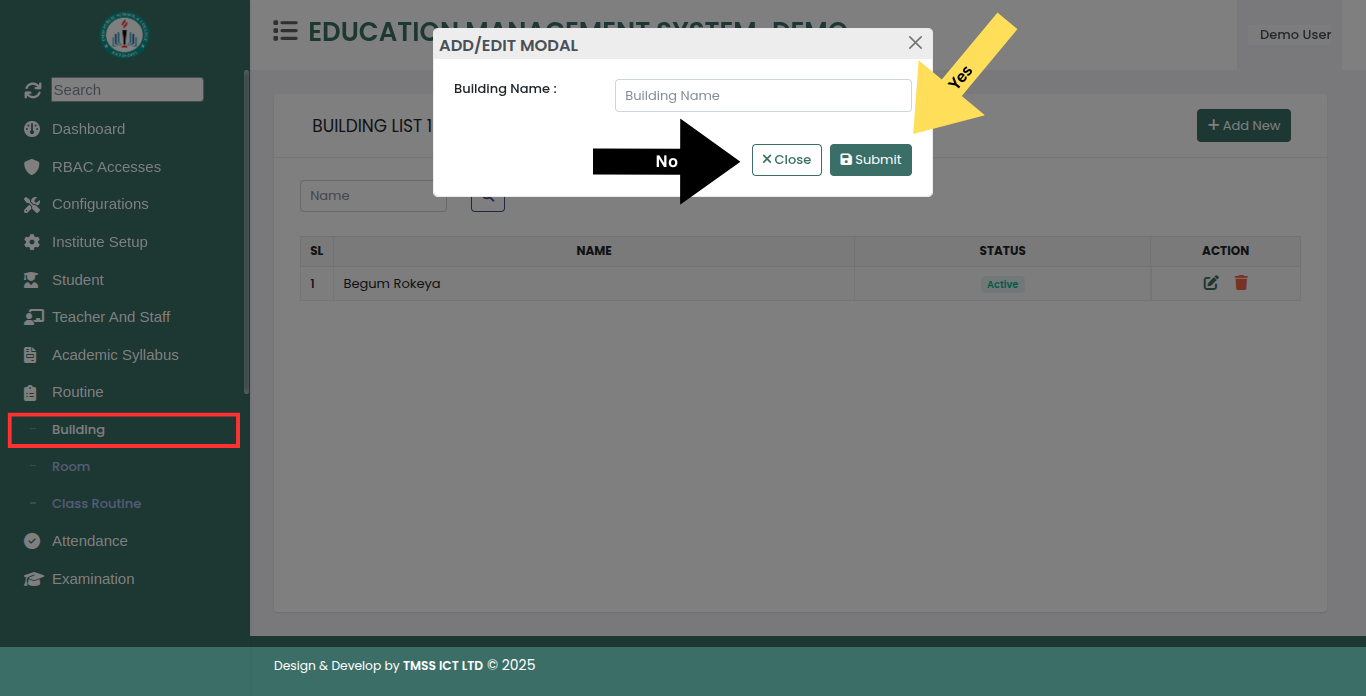 EDUCATION MANAGEMENT SYSTEM- DEMO
Demo User
Search
Dashboard
RBAC Accesses
Configurations
Institute Setup
Student
Teacher And Staff
Academic Syllabus
Routine
Building
Room
Class Routine
Attendance
Examination
ADD/EDIT MODAL
Building Name :
Building Name
Yes
No
Close
Submit
BUILDING LIST 1
Add New
Name
SL NAME STATUS ACTION
1 Begum Rokeya Active
Design & Develop by TMSS ICT LTD © 2025